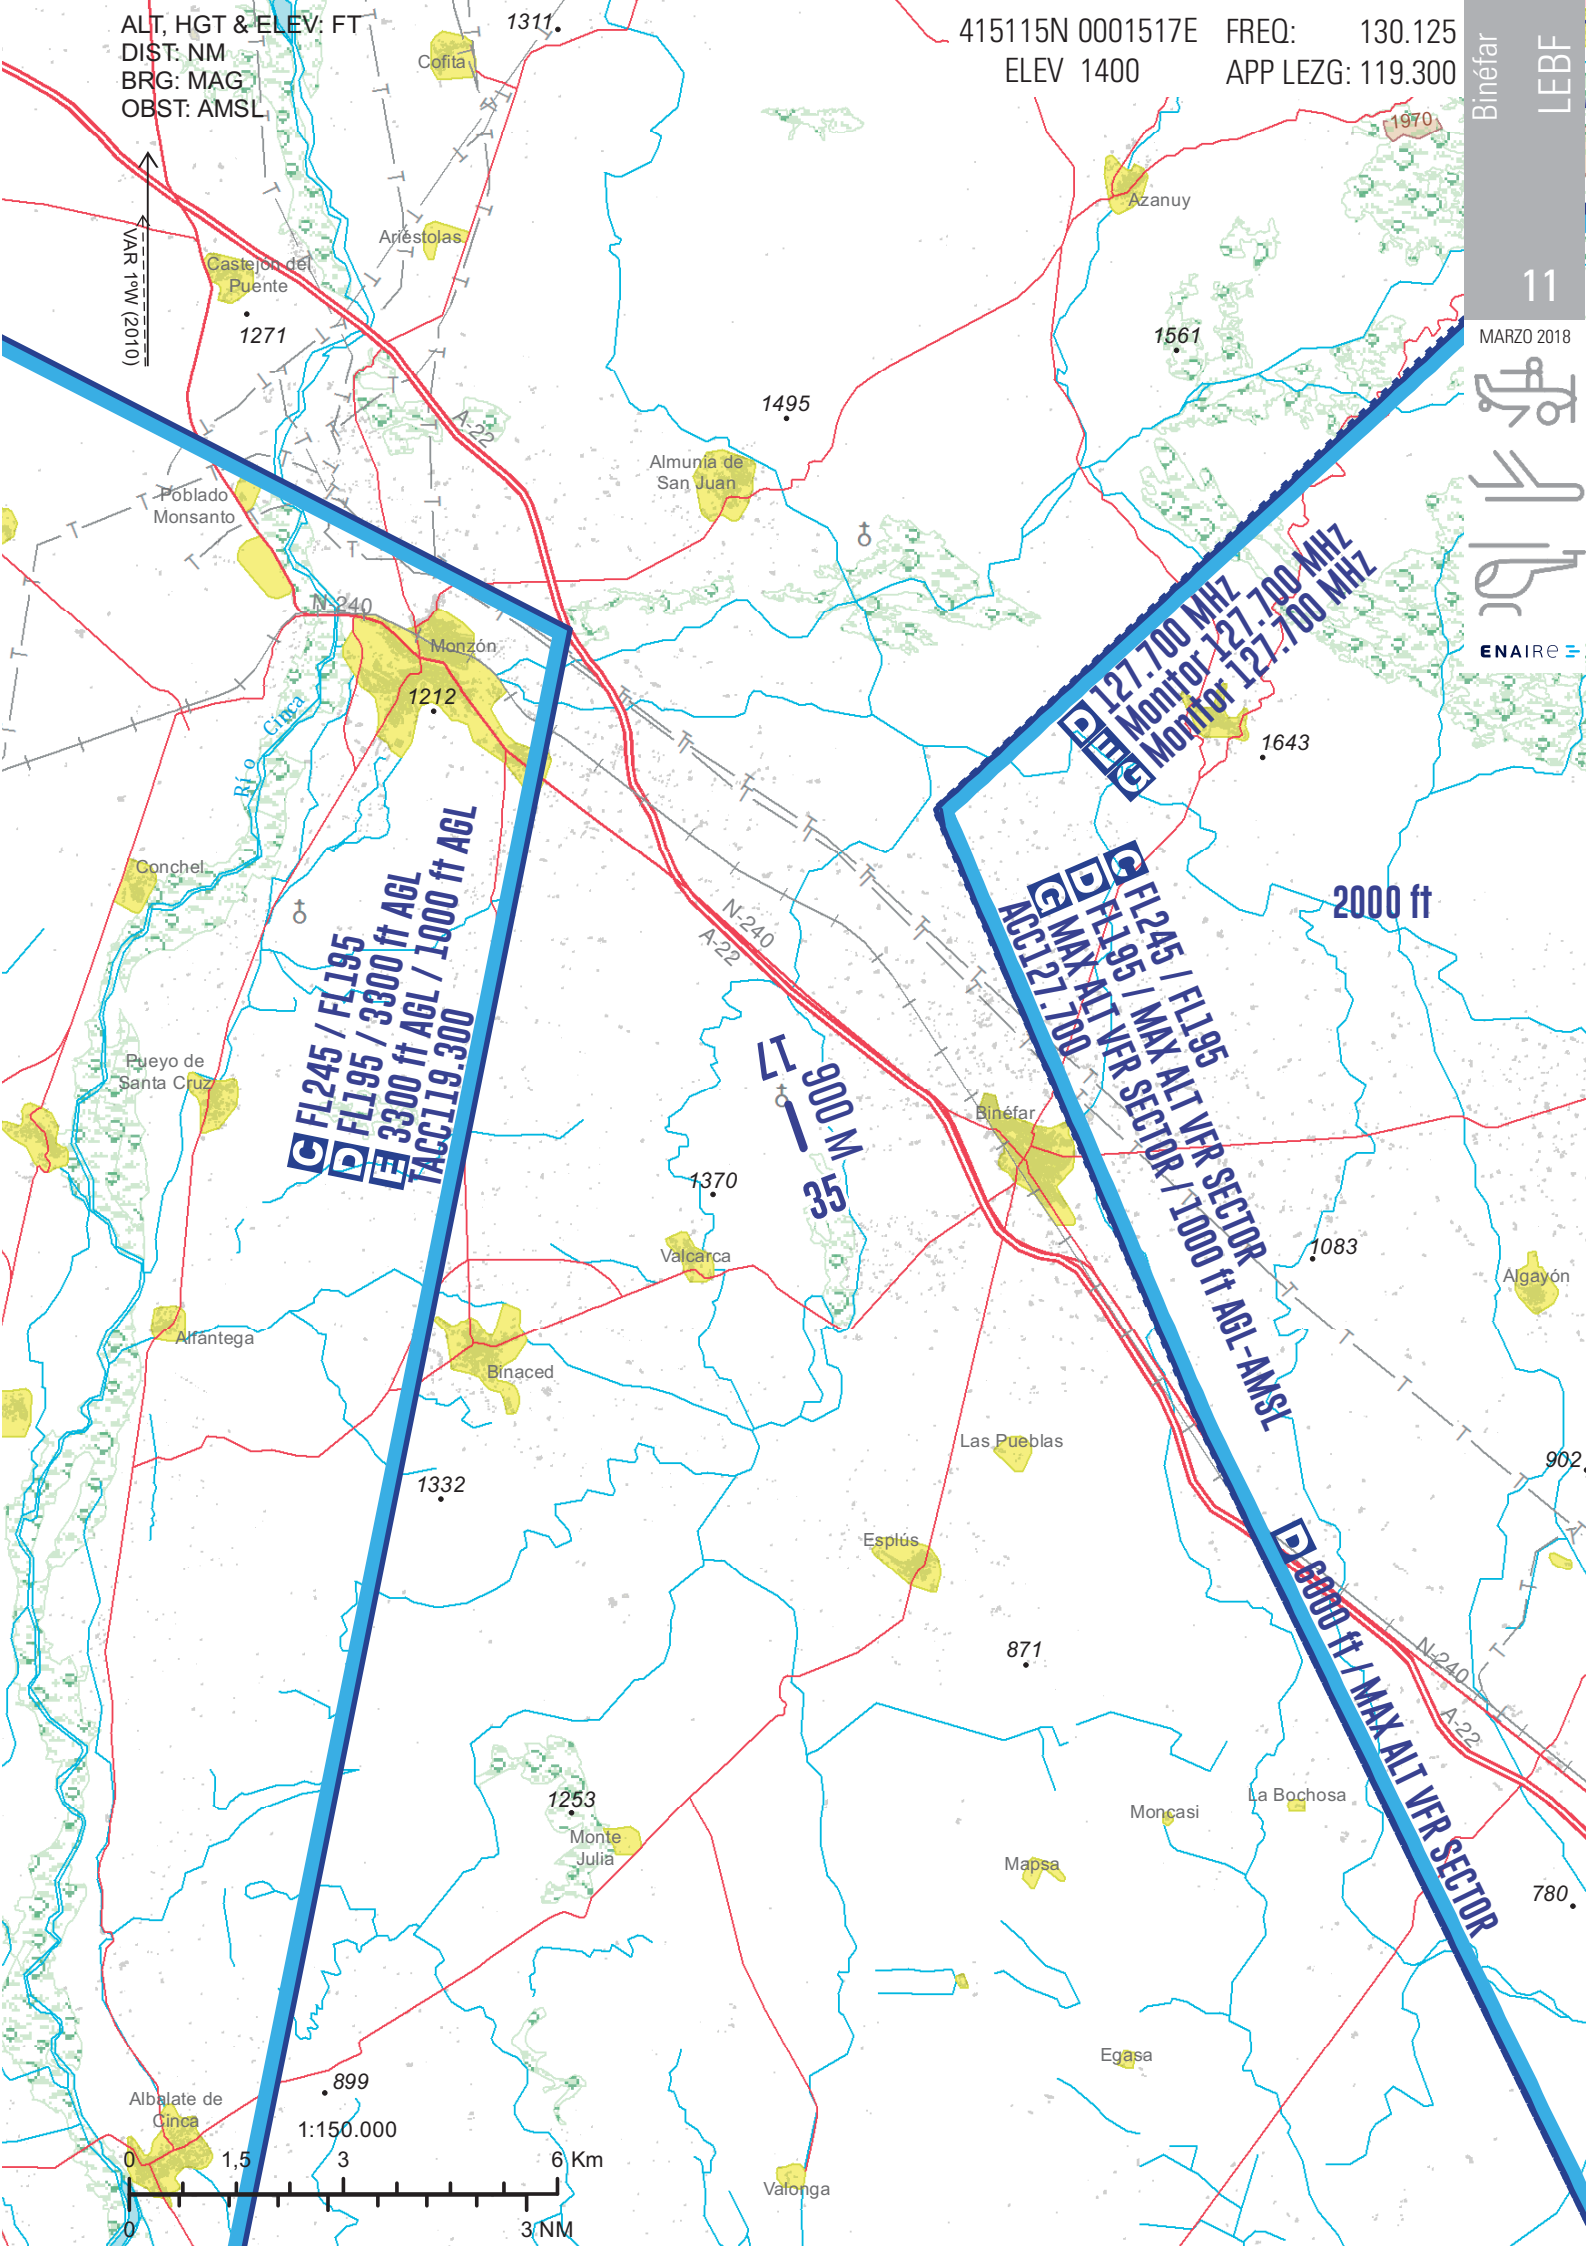 ALT, HGT & ELEV: FT
DIST: NM
BRG: MAG
OBST: AMSL
415115N 0001517E
ELEV 1400
FREQ: 130.125
APP LEZG: 119.300
Binéfar
LEBF
11
MARZO 2018
ENAIRe
VAR 1°W (2010)
1311
Cofita
1970
Azanuy
Ariéstolas
Castejón del
Puente
1271
1561
1495
A-22
Almunia de
San Juan
Poblado
Monsanto
N-240
Monzón
1212
Río Cinca
D 127.700 MHz
E Monitor 127.700 MHz
G Monitor 127.700 MHz
1643
Conchel
2000 ft
N-240
A-22
C FL245 / FL195
D FL195 / 3300 ft AGL
E 3300 ft AGL / 1000 ft AGL
TACC119.300
C FL245 / FL195
D FL195 / MAX ALT VFR SECTOR
G MAX ALT VFR SECTOR / 1000 ft AGL-AMSL
ACC127.700
Pueyo de
Santa Cruz
17
900 M
35
Binéfar
1370
Valcarca
1083
Algayón
Alfantega
Binaced
Las Pueblas
902
1332
Esplús
D 6000 ft / MAX ALT VFR SECTOR
871
N-240
A-22
1253
Monte
Julia
Moncasi
La Bochosa
Mapsa
780
Egasa
899
Albalate de
Cinca
1:150.000
0 1,5 3 6 Km
0 3 NM
Valonga